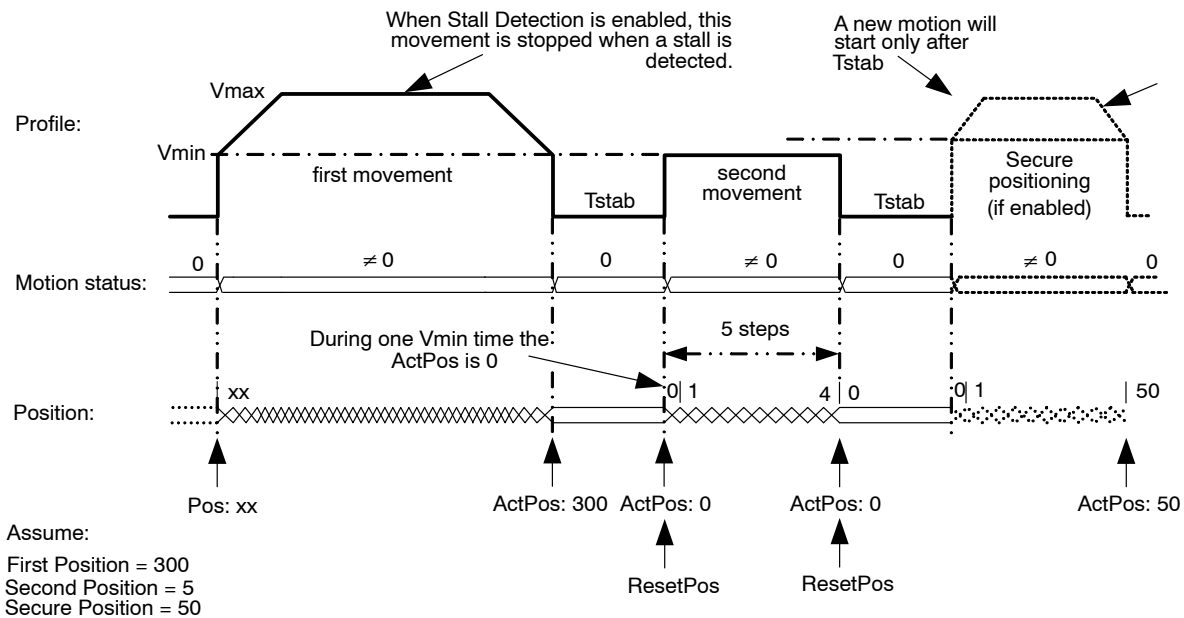 When Stall Detection is enabled, this
movement is stopped when a stall is
detected.
A new motion will
start only after
Tstab
Vmax
Profile:
Vmin
first movement
Tstab
second
movement
Tstab
Secure
positioning
(if enabled)
Motion status:
0
≠ 0
0
≠ 0
0
≠ 0
0
During one Vmin time the
ActPos is 0
5 steps
Position:
xx
0 1
4 0
0 1
50
Pos: xx
ActPos: 300
ActPos: 0
ActPos: 0
ActPos: 50
ResetPos
ResetPos
Assume:
First Position = 300
Second Position = 5
Secure Position = 50